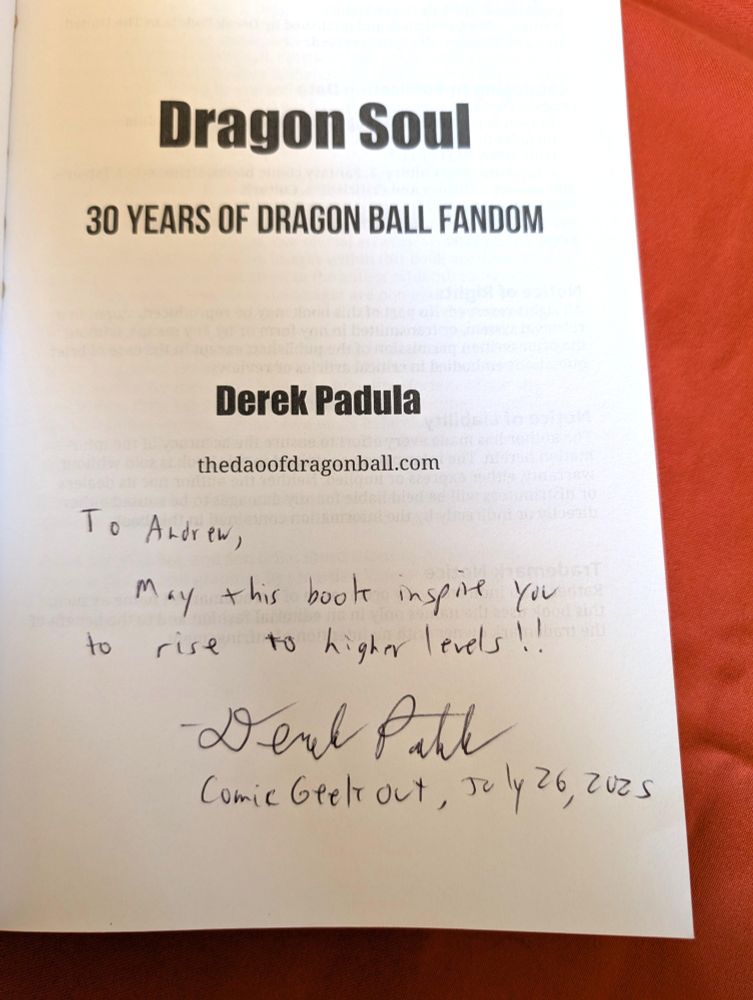 Dragon Soul
30 YEARS OF DRAGON BALL FANDOM
Derek Padula
thedaoofdragonball.com
To Andrew,
May this book inspire you
to rise to higher levels!!
-Derek Padula
Comic Geek Out, July 26, 2025